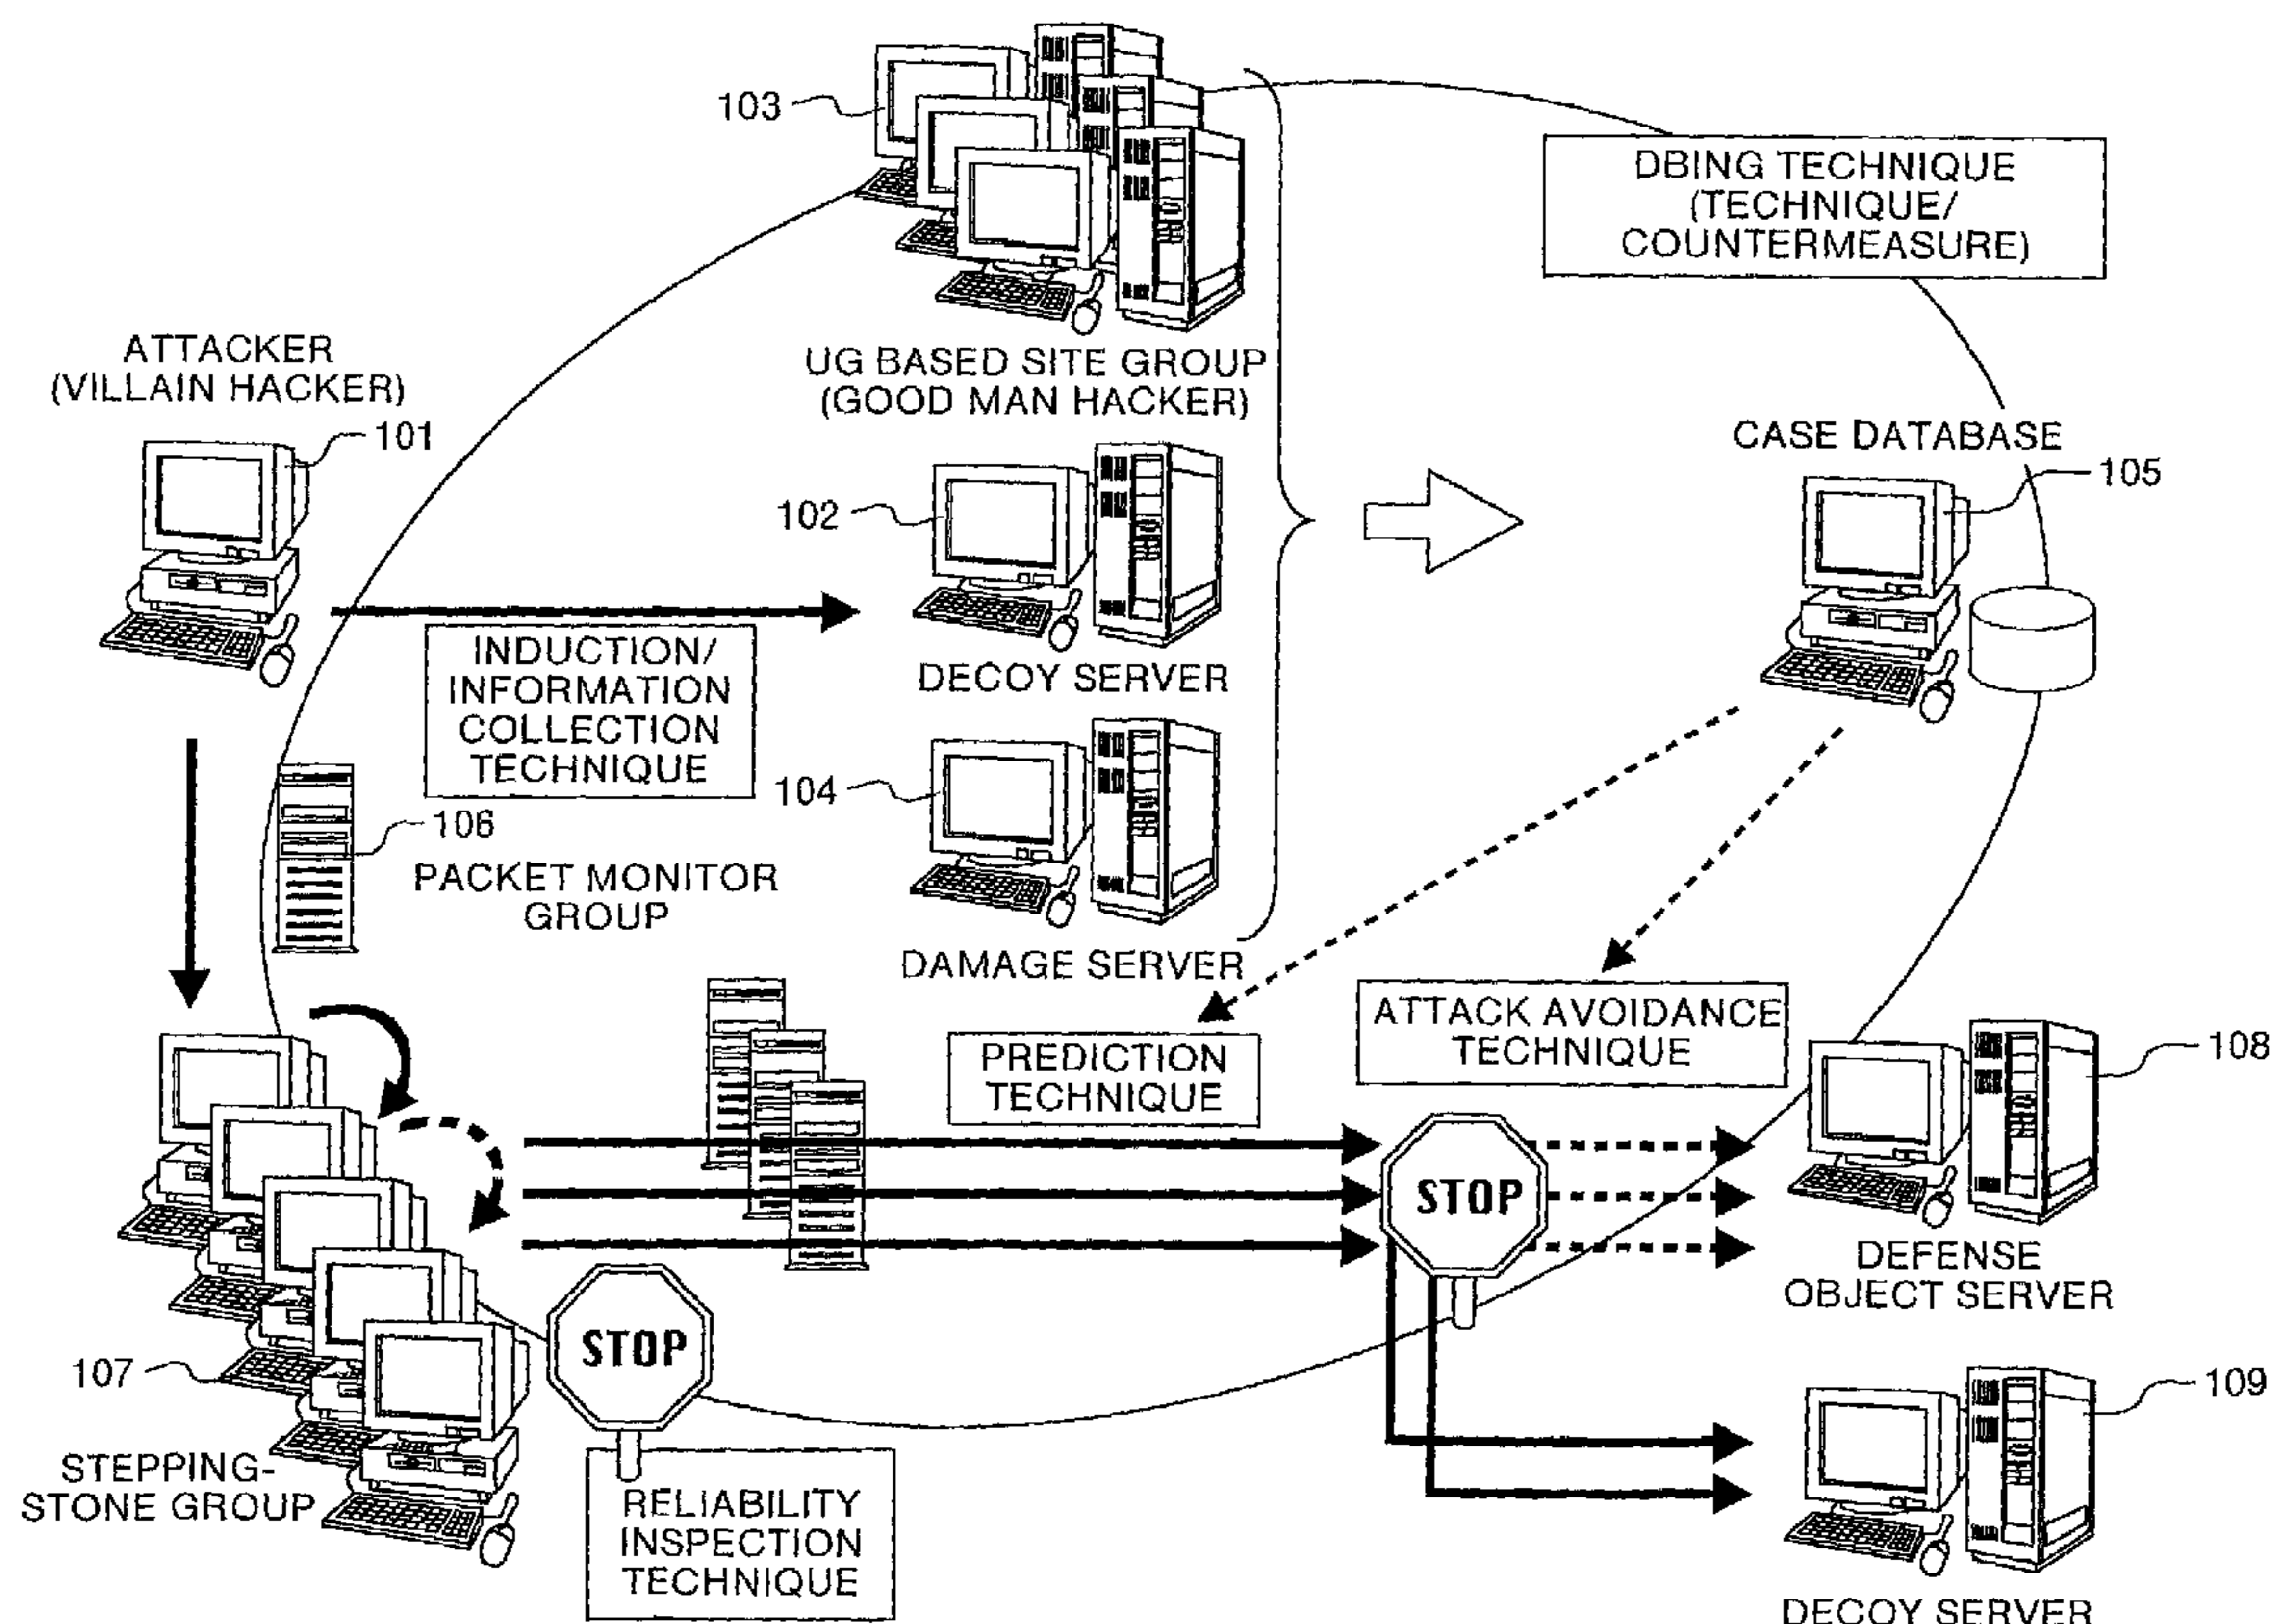 103
DBING TECHNIQUE
(TECHNIQUE/
COUNTERMEASURE)
ATTACKER
(VILLAIN HACKER)
101
UG BASED SITE GROUP
(GOOD MAN HACKER)
CASE DATABASE
105
102
INDUCTION/
INFORMATION
COLLECTION
TECHNIQUE
DECOY SERVER
104
106
PACKET MONITOR
GROUP
DAMAGE SERVER
PREDICTION
TECHNIQUE
ATTACK AVOIDANCE
TECHNIQUE
108
STOP
DEFENSE
OBJECT SERVER
STOP
107
109
STEPPING-
STONE GROUP
RELIABILITY
INSPECTION
TECHNIQUE
DECOY SERVER